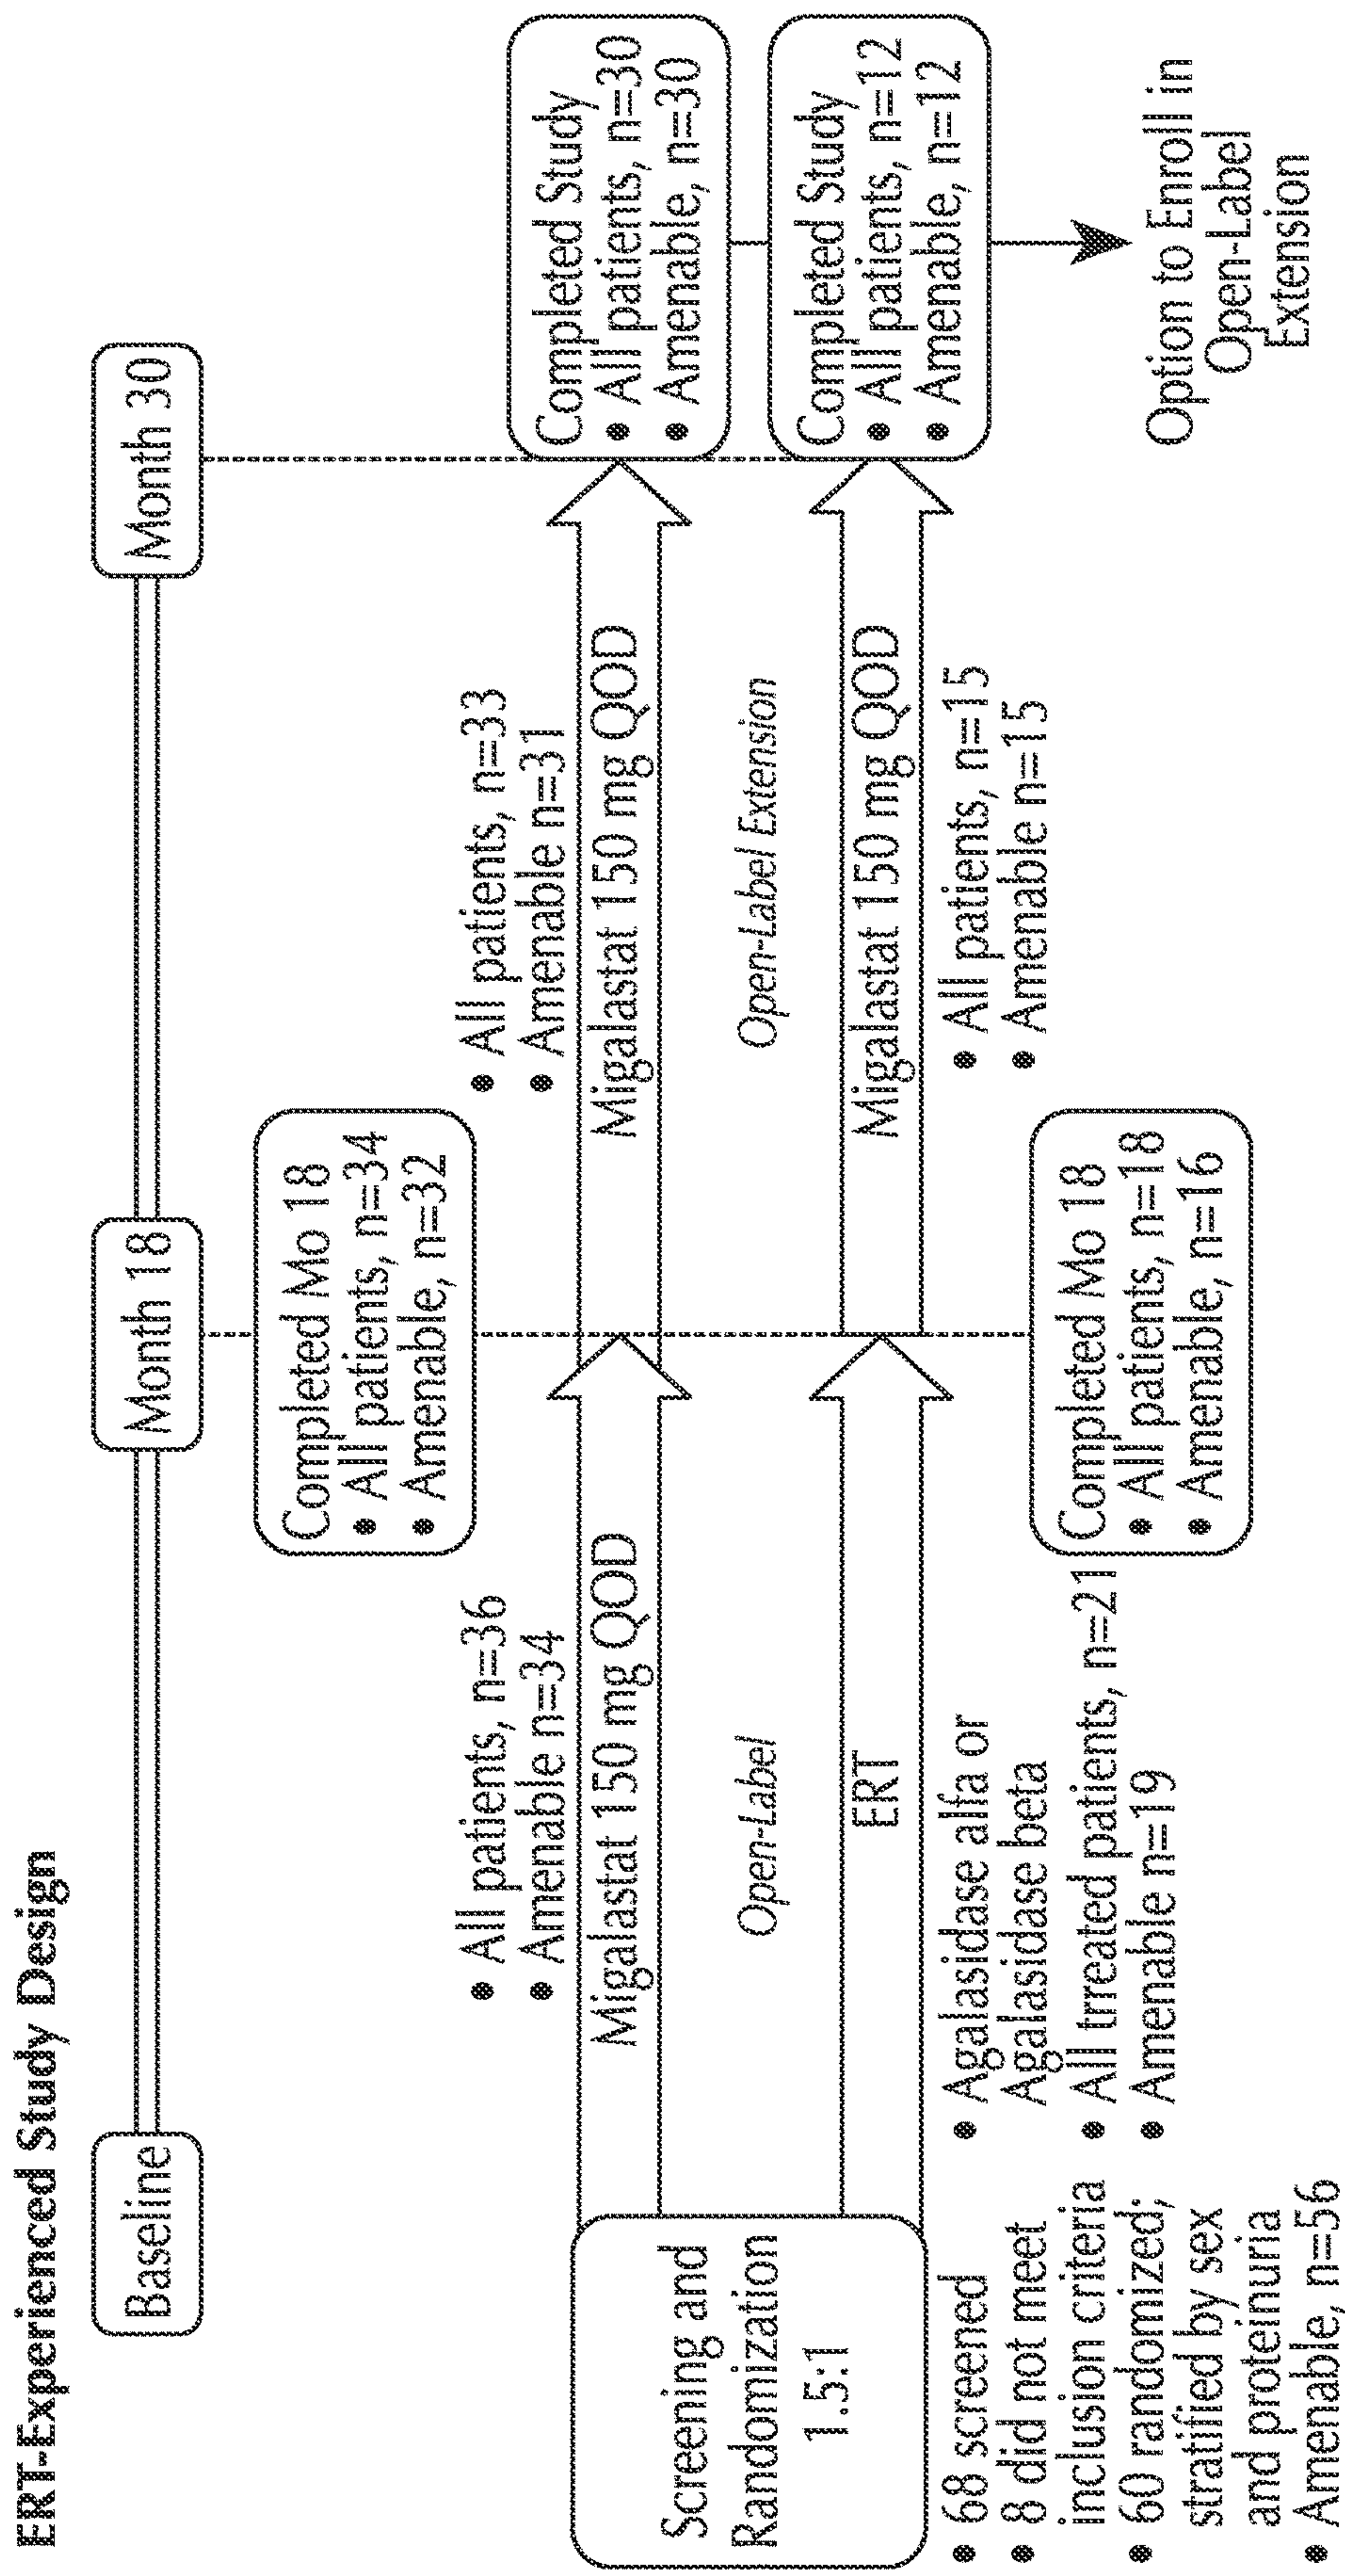 ERT-Experienced Study Design
Baseline
Month 18
Month 30
Completed Mo 18
• All patients, n=34
• Amenable, n=32
• All patients, n=36
• Amenable n=34
Migalastat 150 mg QOD
• All patients, n=33
• Amenable n=31
Migalastat 150 mg QOD
Completed Study
• All patients, n=30
• Amenable, n=30
Screening and
Randomization
1.5:1
Open-Label
Open-Label Extension
ERT
Migalastat 150 mg QOD
Completed Study
• All patients, n=12
• Amenable, n=12
• 68 screened
• 8 did not meet
inclusion criteria
• 60 randomized;
stratified by sex
and proteinuria
• Amenable, n=56
• Agalasidase alfa or
Agalasidase beta
• All trreated patients, n=21
• Amenable n=19
Completed Mo 18
• All patients, n=18
• Amenable, n=16
• All patients, n=15
• Amenable n=15
Option to Enroll in
Open-Label
Extension